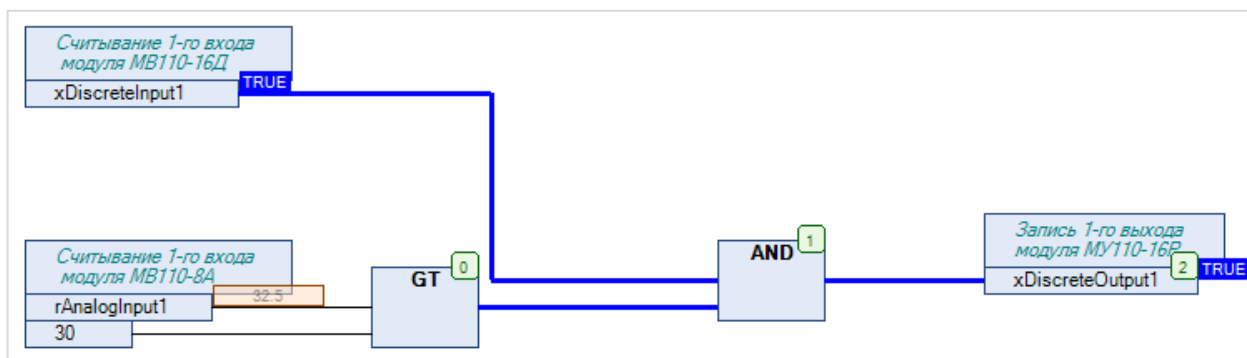 Считывание 1-го входа
модуля МВ110-16Д
TRUE
xDiscreteInput1
Считывание 1-го входа
модуля МВ110-8А
32.5
rAnalogInput1
30
GT
0
AND
1
Запись 1-го выхода
модуля МУ110-16Р
2
TRUE
xDiscreteOutput1